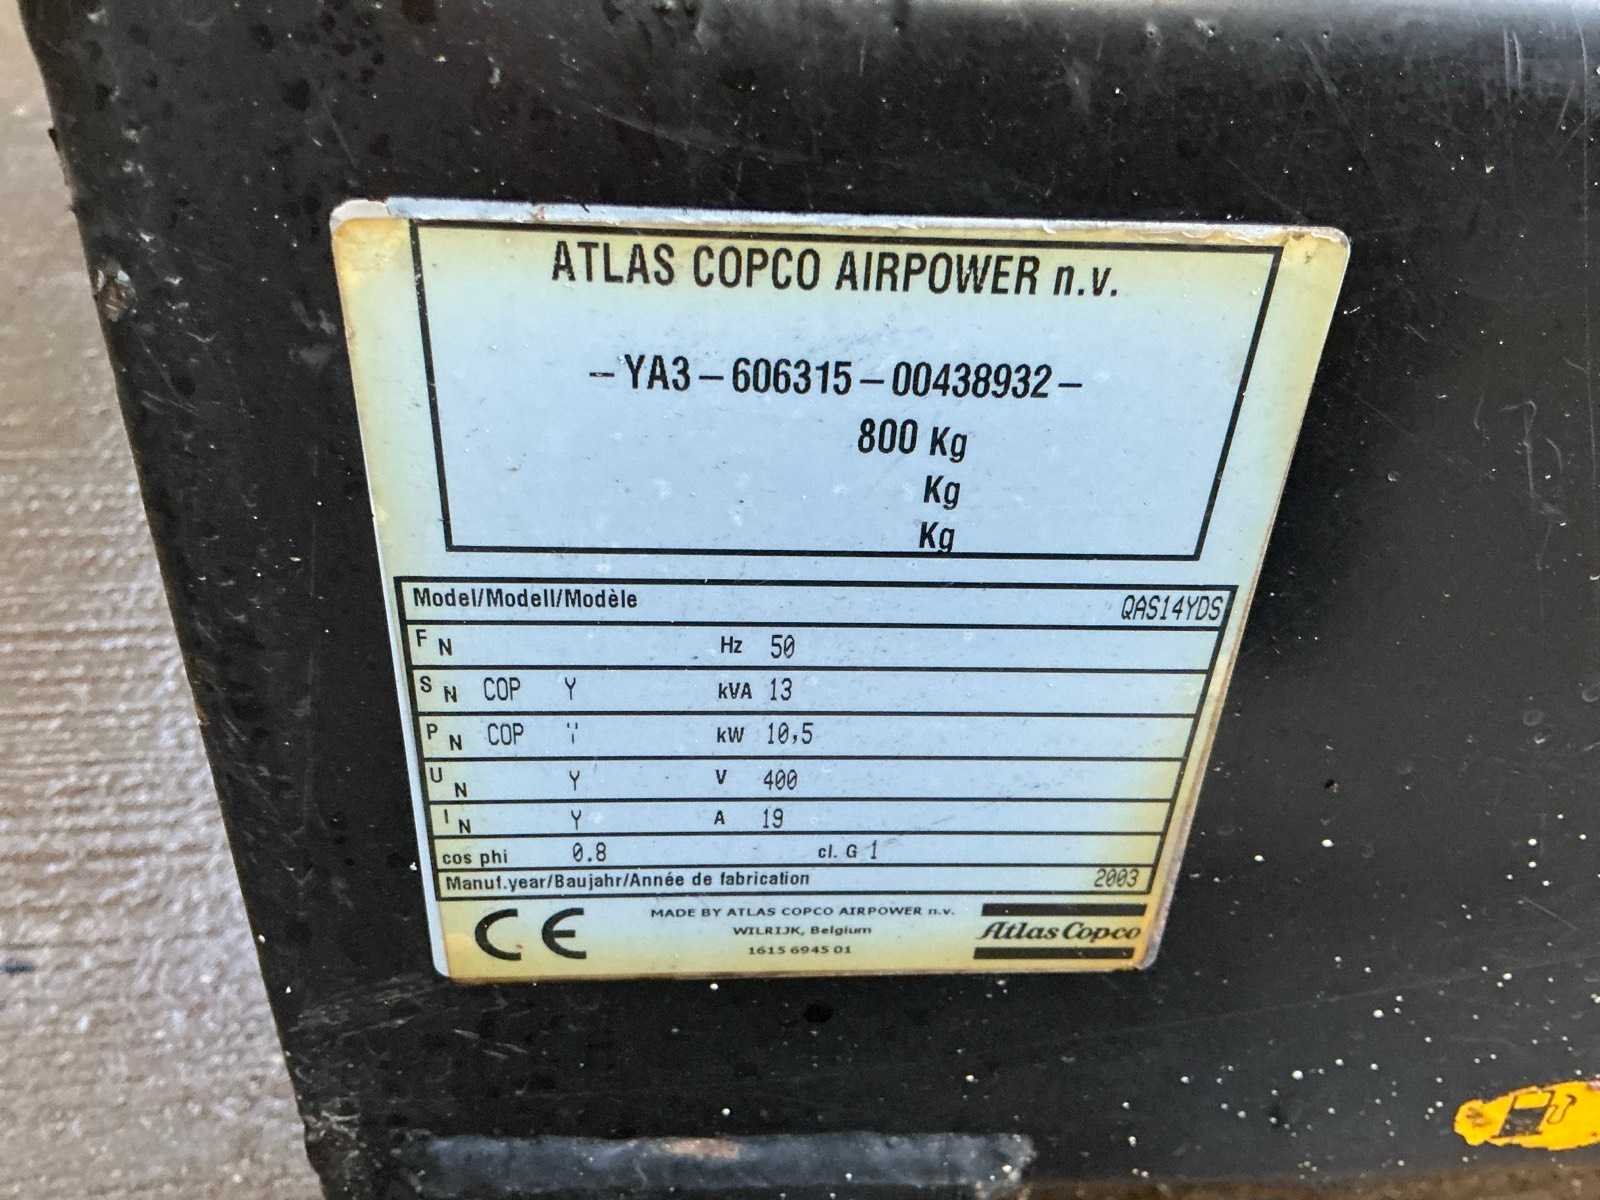 ATLAS COPCO AIRPOWER n.v.
-YA3-606315-00438932-
800 Kg
Kg
Kg
Model/Modell/Modèle QAS14YDS
FN Hz 50
SN COP Y kVA 13
PN COP kW 10,5
UN Y V 400
IN Y A 19
cos phi 0.8 cl. G 1
Manuf.year/Baujahr/Année de fabrication 2003
CE
MADE BY ATLAS COPCO AIRPOWER n.v.
WILRIJK, Belgium
1615 6945 01
Atlas Copco